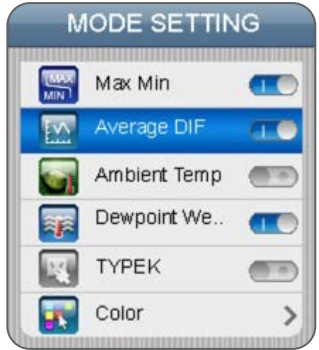 MODE SETTING
MAX
MIN
Max Min
Average DIF
Ambient Temp
Dewpoint We..
TYPEK
Color